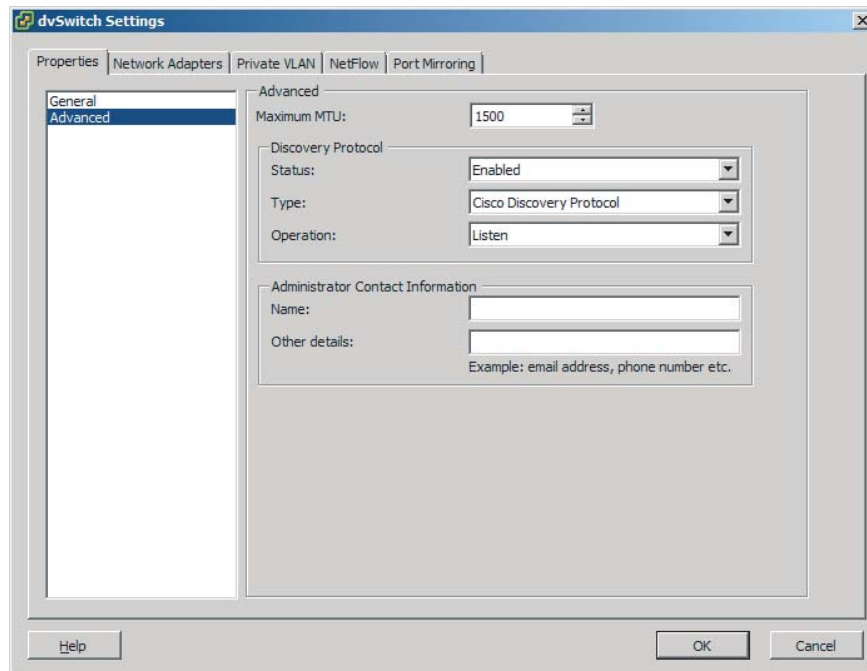 dvSwitch Settings
Properties Network Adapters Private VLAN NetFlow Port Mirroring
General
Advanced
Advanced
Maximum MTU: 1500
Discovery Protocol
Status: Enabled
Type: Cisco Discovery Protocol
Operation: Listen
Administrator Contact Information
Name:
Other details:
Example: email address, phone number etc.
Help OK Cancel